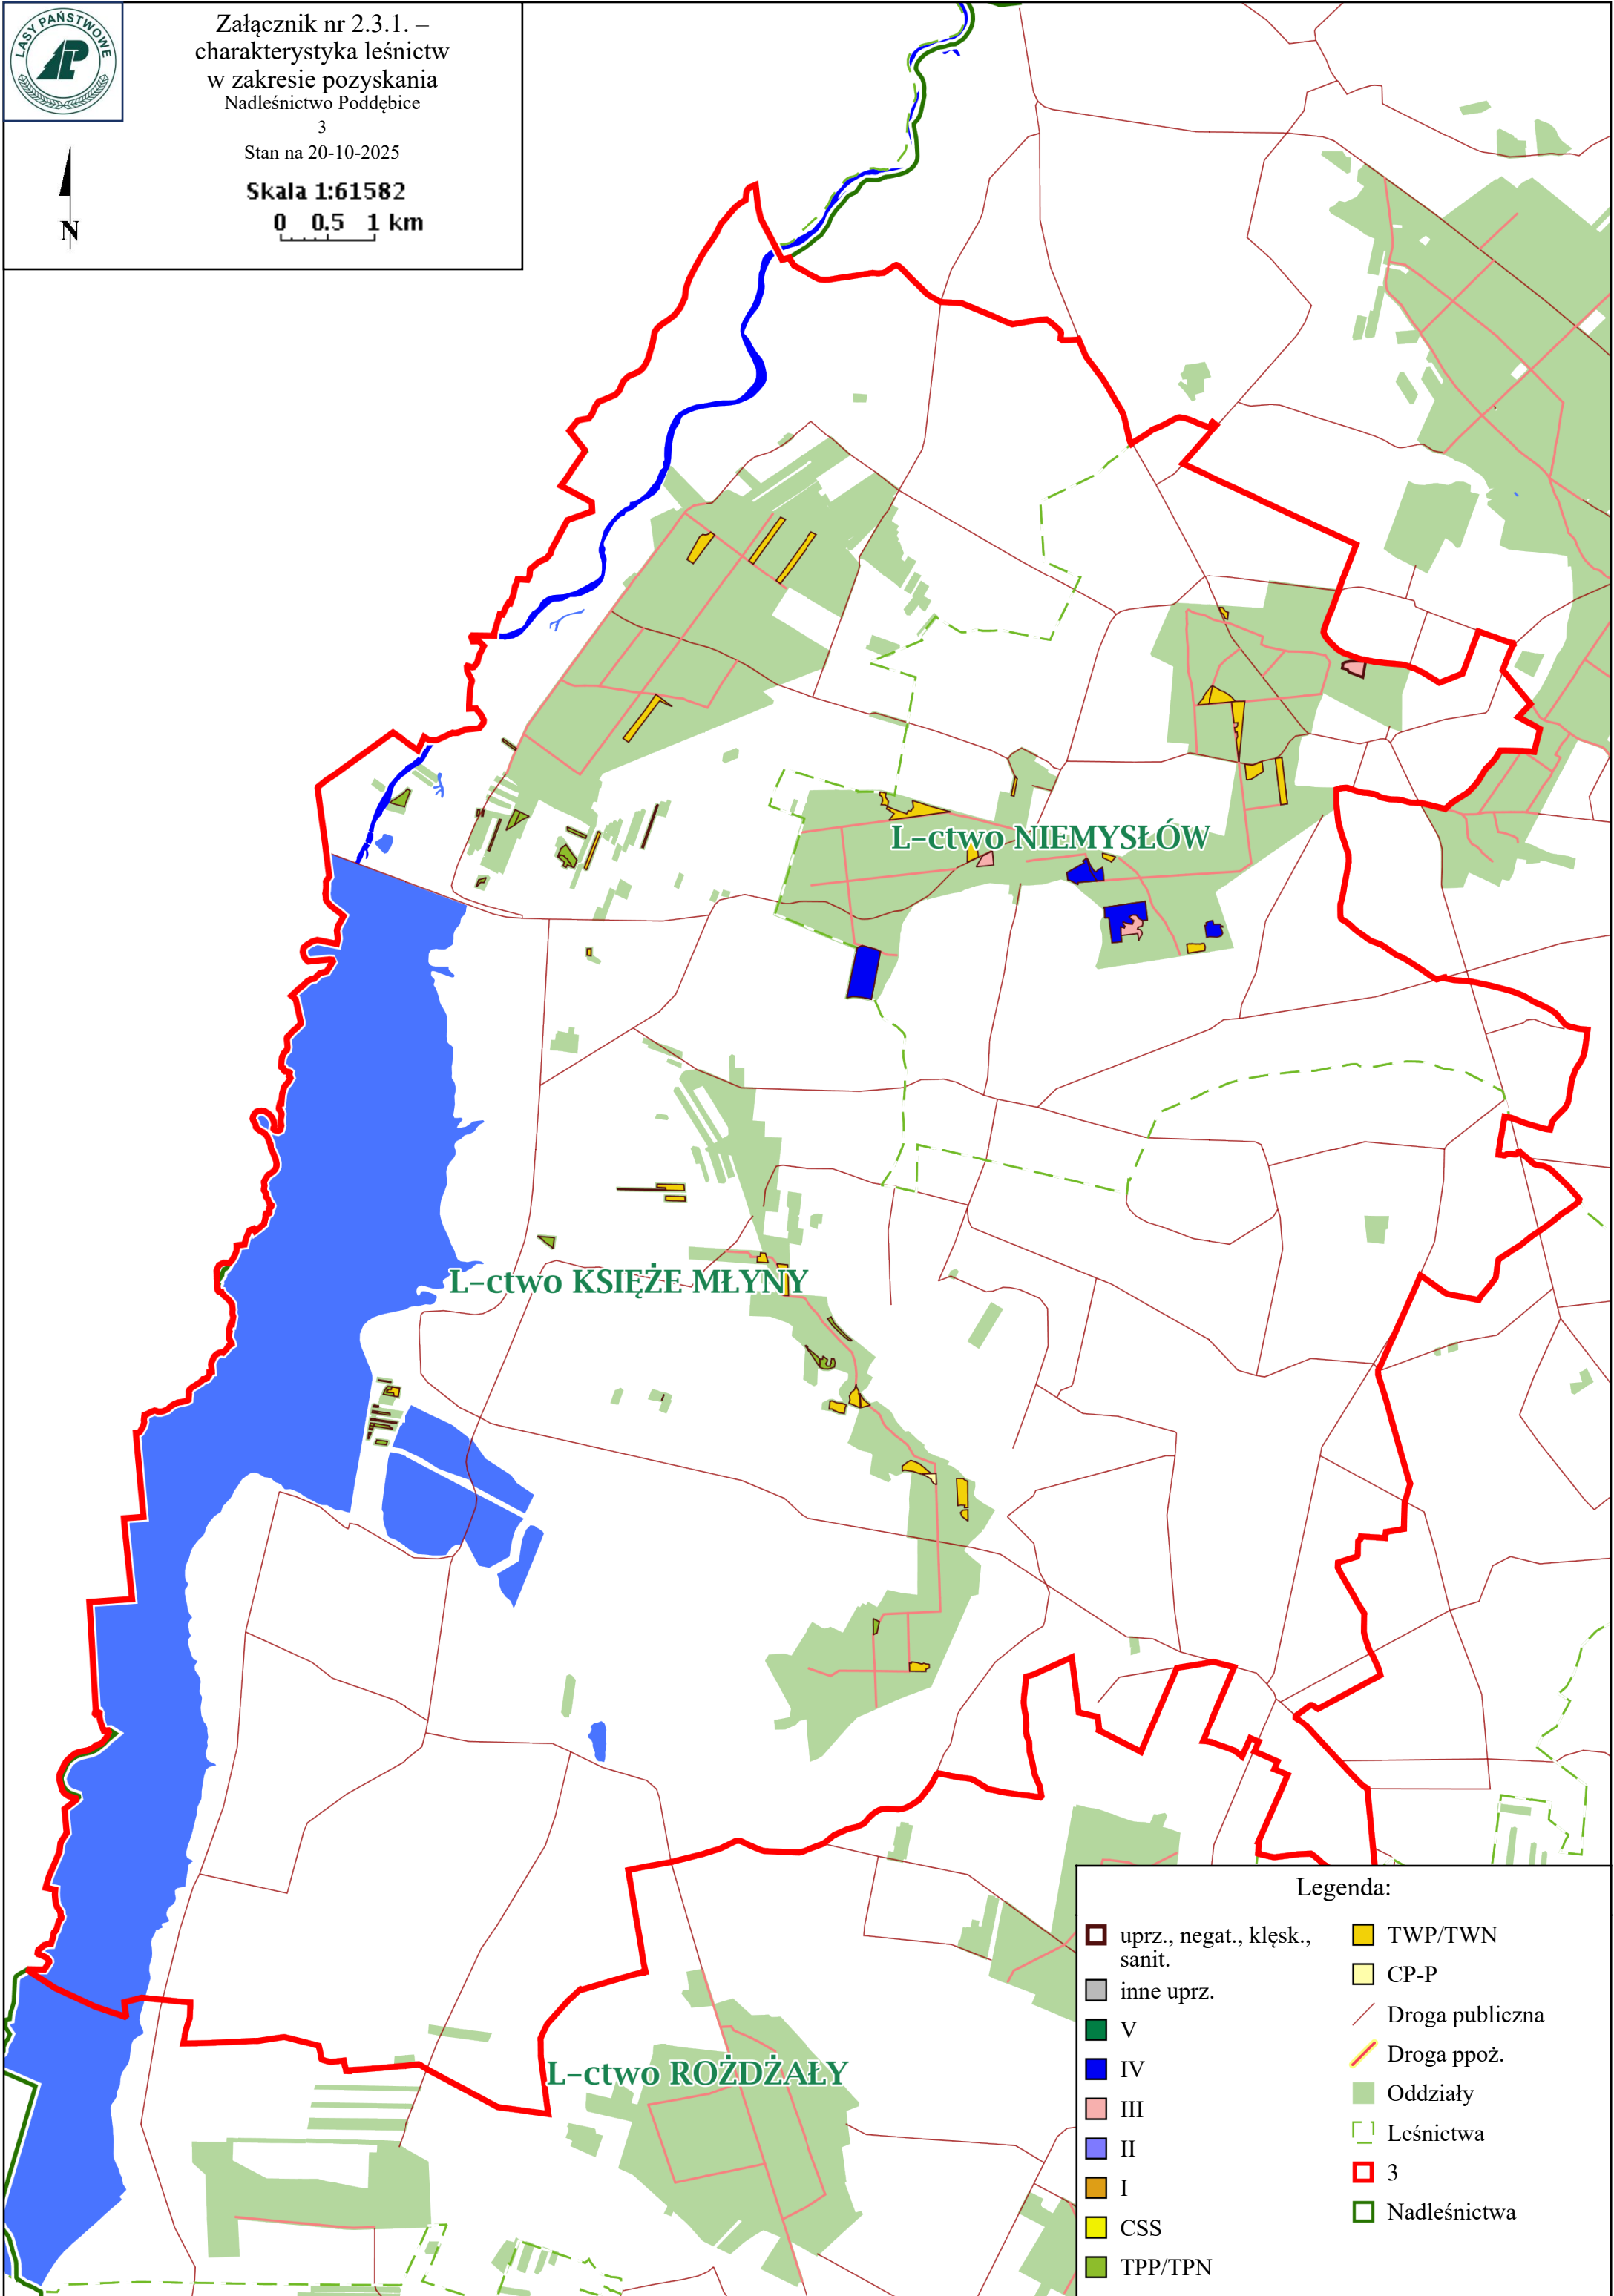 LASY PAŃSTWOWE
Załącznik nr 2.3.1. –
charakterystyka leśnictw
w zakresie pozyskania
Nadleśnictwo Poddębice
3
Stan na 20-10-2025
Skala 1:61582
0 0.5 1 km
N
L-ctwo NIEMYSŁÓW
L-ctwo KSIĘŻE MŁYNY
L-ctwo ROŻDŻAŁY
Legenda:
uprz., negat., klęsk.,
sanit.
inne uprz.
V
IV
III
II
I
CSS
TPP/TPN
TWP/TWN
CP-P
Droga publiczna
Droga ppoż.
Oddziały
Leśnictwa
3
Nadleśnictwa